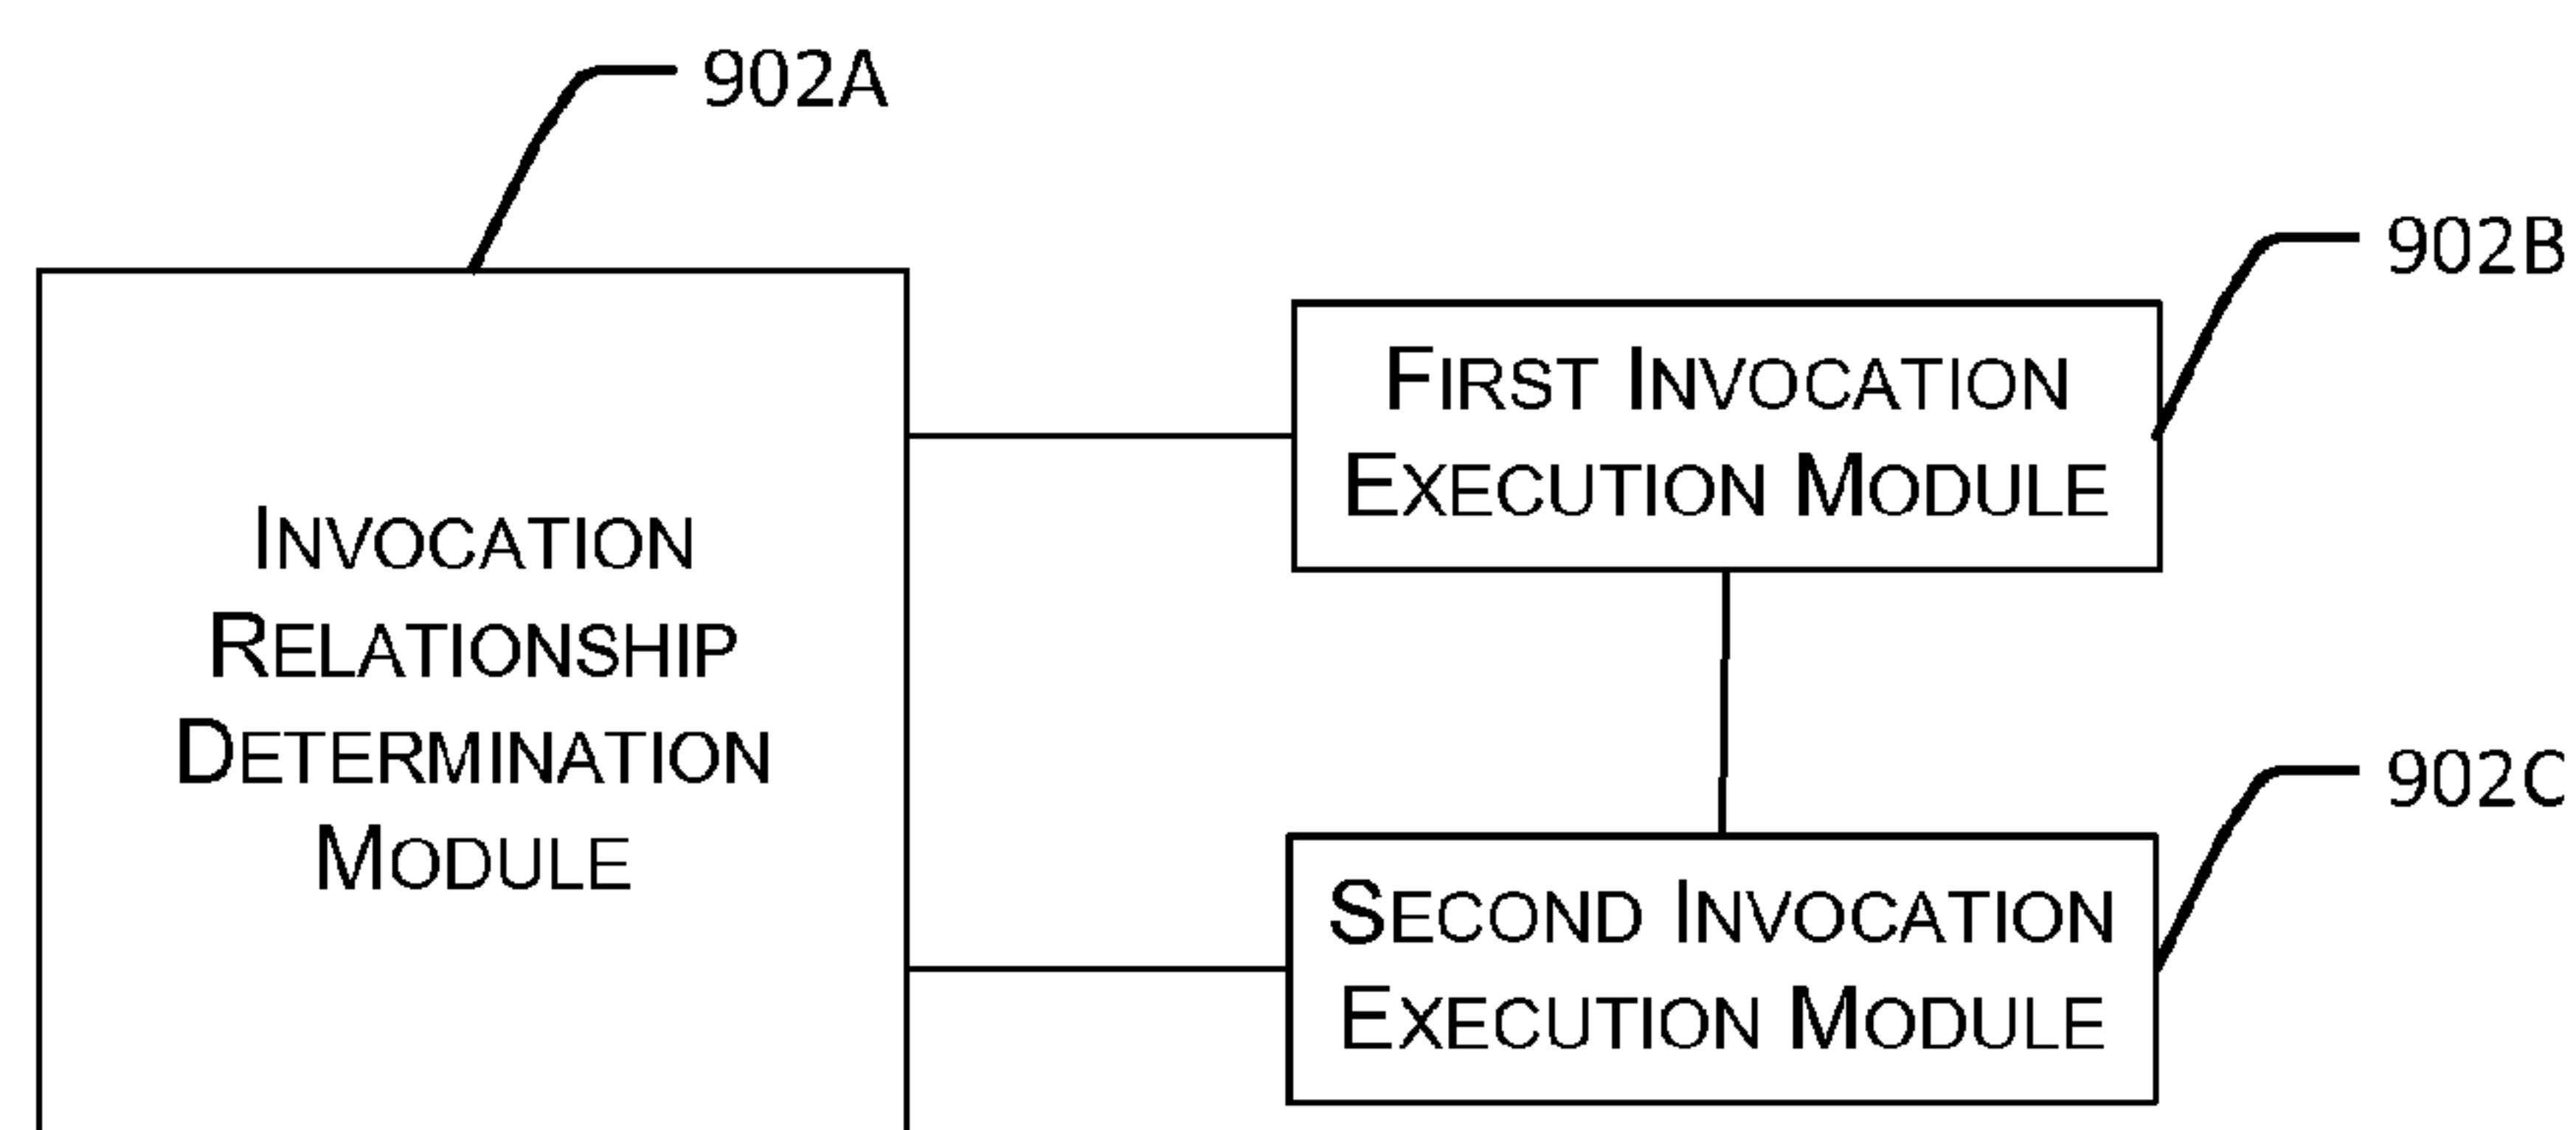 902A
902B
FIRST INVOCATION
EXECUTION MODULE
INVOCATION
RELATIONSHIP
DETERMINATION
MODULE
902C
SECOND INVOCATION
EXECUTION MODULE